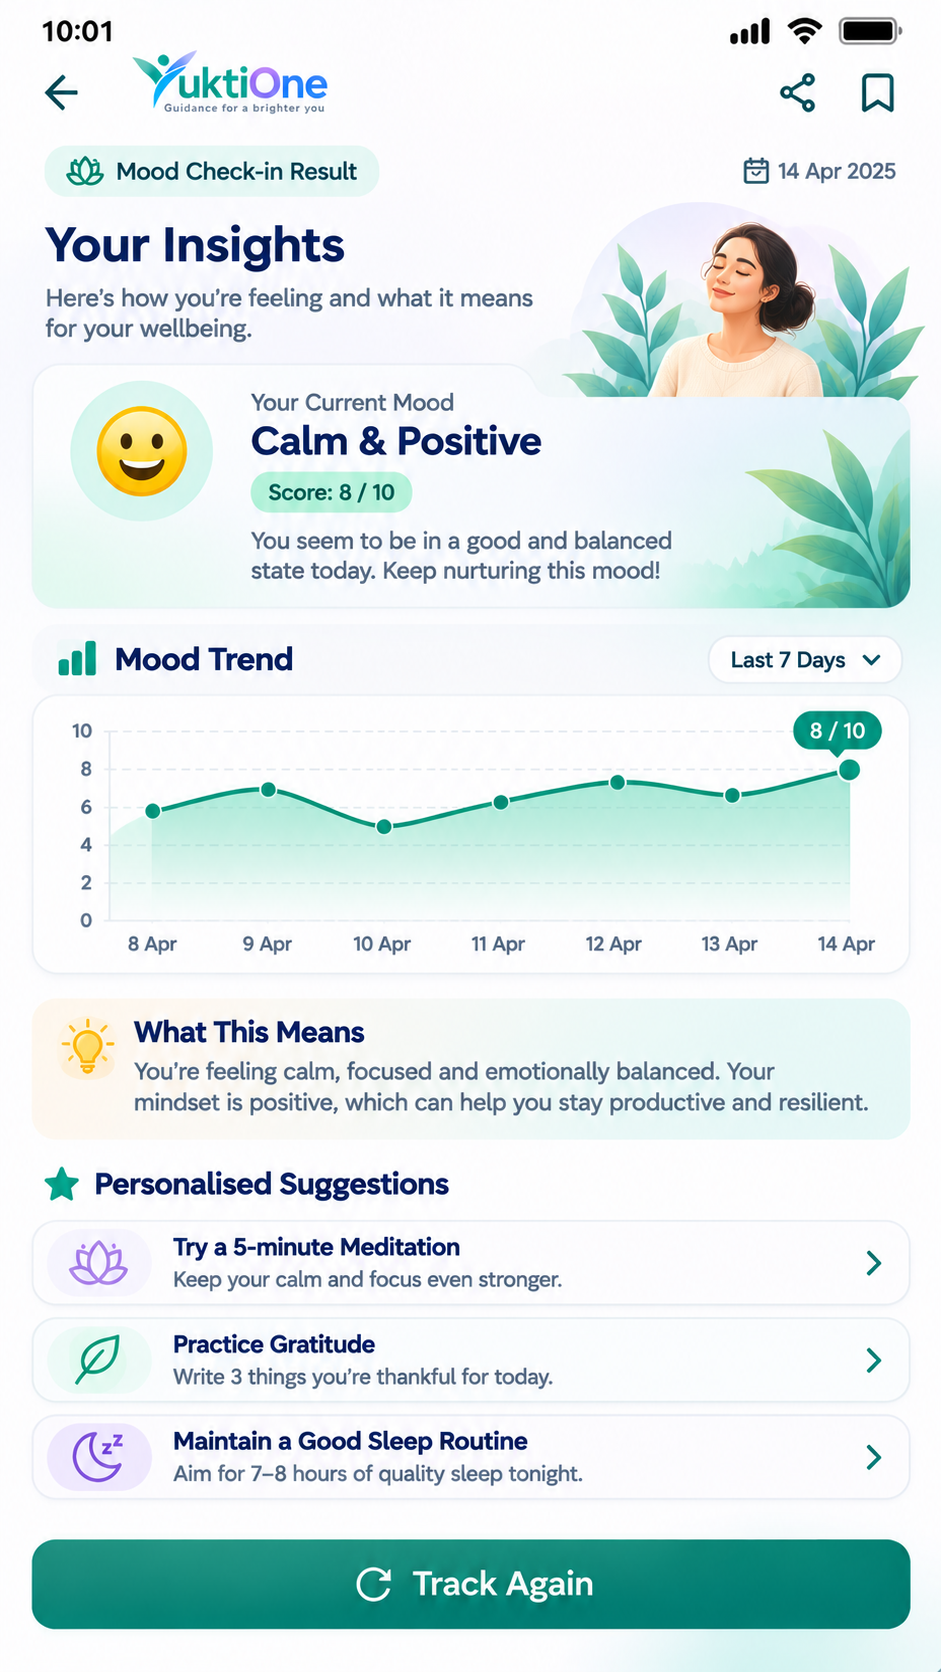 10:01
YuktiOne
Guidance for a brighter you
Mood Check-in Result
14 Apr 2025
Your Insights
Here's how you're feeling and what it means
for your wellbeing.
Your Current Mood
Calm & Positive
Score: 8 / 10
You seem to be in a good and balanced
state today. Keep nurturing this mood!
Mood Trend
Last 7 Days
8 / 10
10
8
6
4
2
0
8 Apr
9 Apr
10 Apr
11 Apr
12 Apr
13 Apr
14 Apr
What This Means
You're feeling calm, focused and emotionally balanced. Your
mindset is positive, which can help you stay productive and resilient.
Personalised Suggestions
Try a 5-minute Meditation
Keep your calm and focus even stronger.
Practice Gratitude
Write 3 things you're thankful for today.
zz
Maintain a Good Sleep Routine
Aim for 7–8 hours of quality sleep tonight.
Track Again